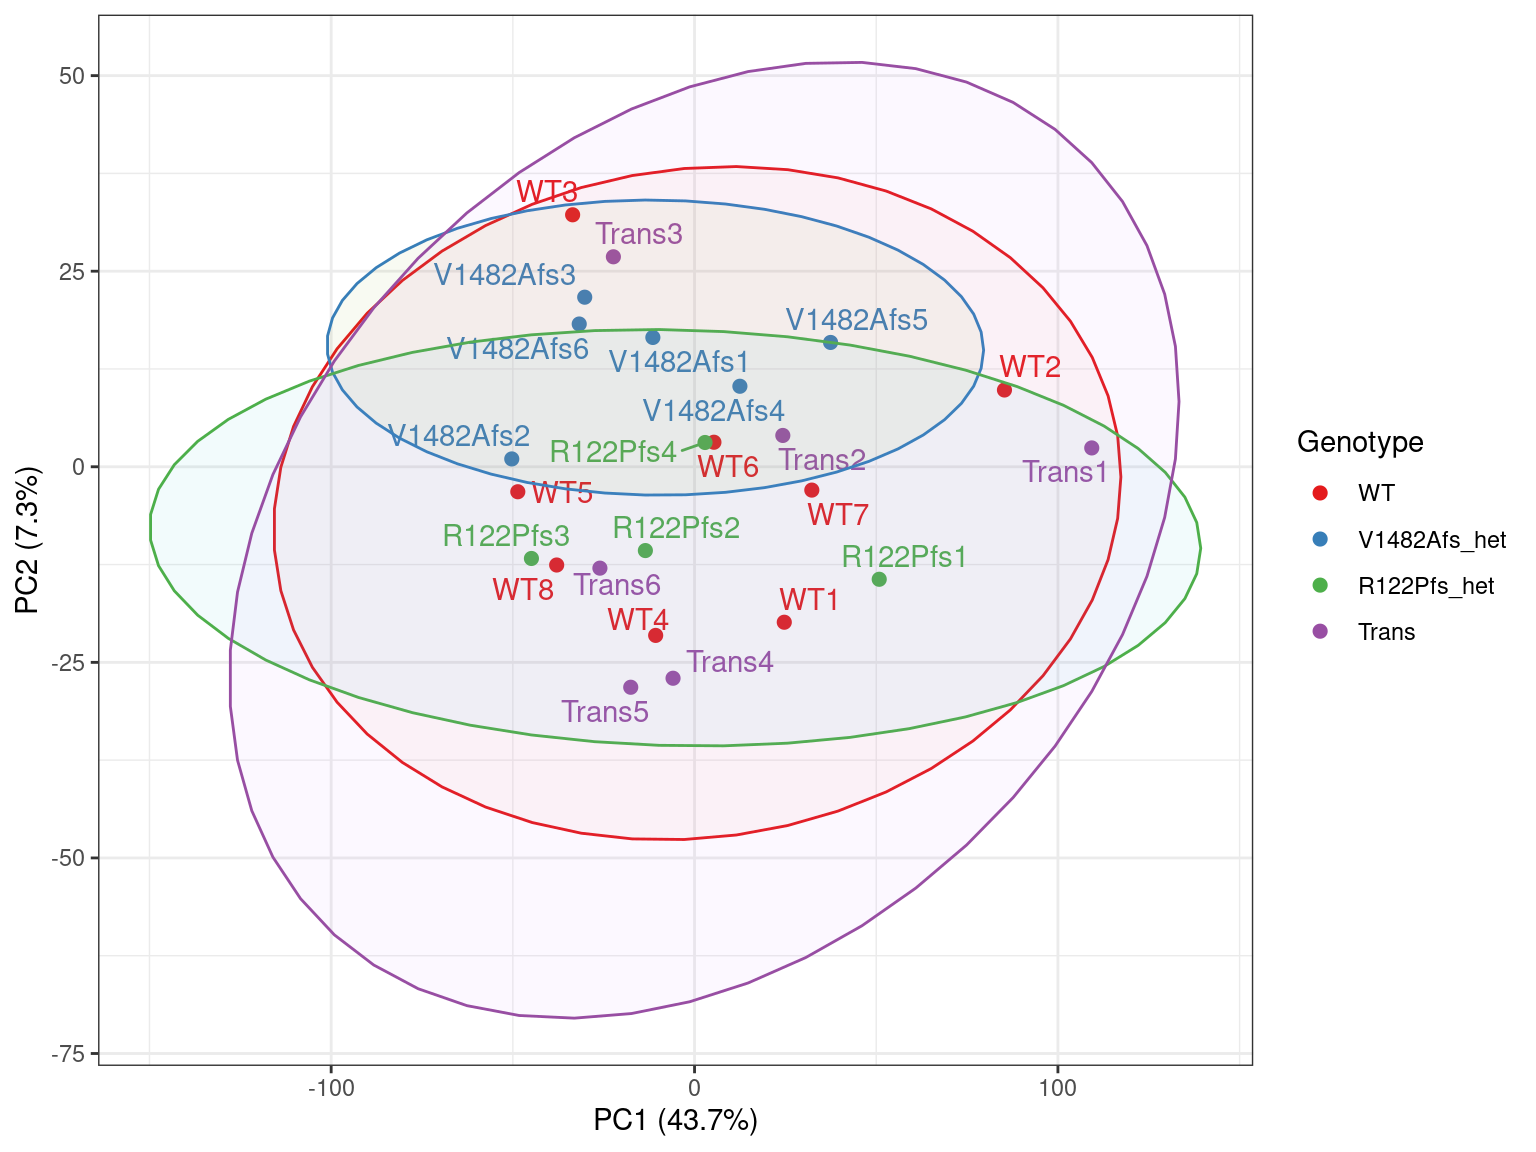 50
25
0
-25
-50
-75
-100
0
100
PC1 (43.7%)
PC2 (7.3%)
WT3
Trans3
V1482Afs3
V1482Afs5
V1482Afs6
V1482Afs1
WT2
V1482Afs4
V1482Afs2
R122Pfs4
WT6
Trans2
Trans1
WT5
WT7
R122Pfs3
R122Pfs2
R122Pfs1
WT8
Trans6
WT1
WT4
Trans4
Trans5
Genotype
WT
V1482Afs_het
R122Pfs_het
Trans